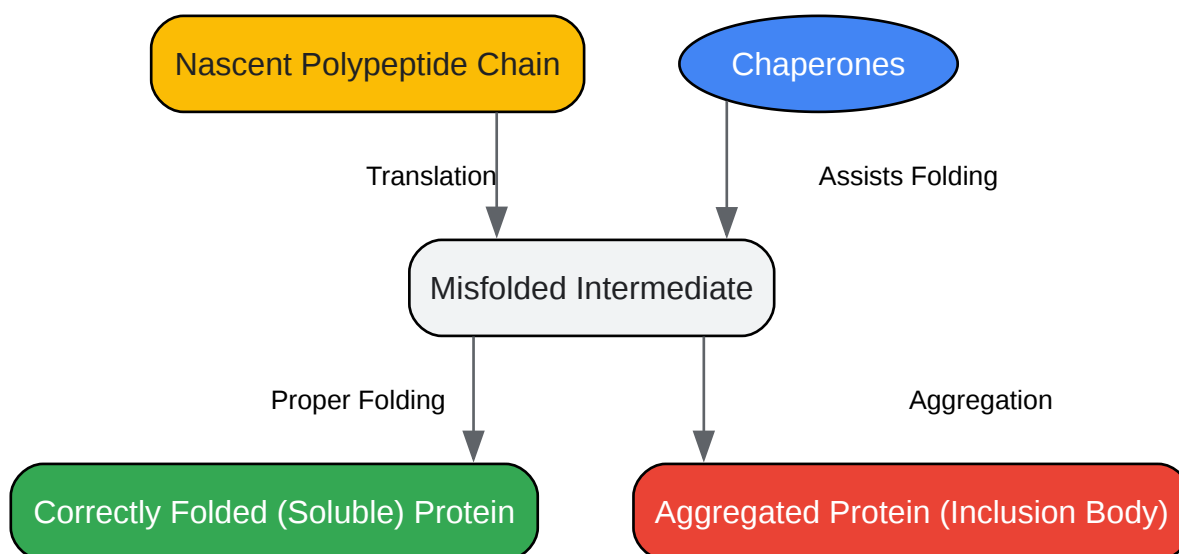 Nascent Polypeptide Chain
Chaperones
Translation
Assists Folding
Misfolded Intermediate
Proper Folding
Aggregation
Correctly Folded (Soluble) Protein
Aggregated Protein (Inclusion Body)